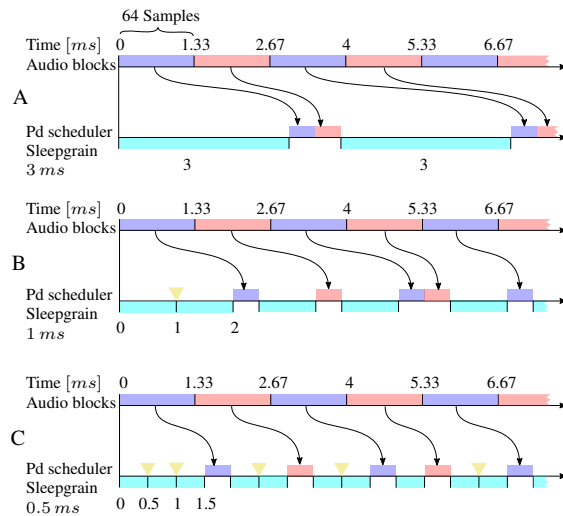 64 Samples
Time [ms] 0 1.33 2.67 4 5.33 6.67
Audio blocks
A
Pd scheduler
Sleepgrain
3 ms
3 3
Time [ms] 0 1.33 2.67 4 5.33 6.67
Audio blocks
B
Pd scheduler
Sleepgrain
1 ms
0 1 2
Time [ms] 0 1.33 2.67 4 5.33 6.67
Audio blocks
C
Pd scheduler
Sleepgrain
0.5 ms
0 0.5 1 1.5